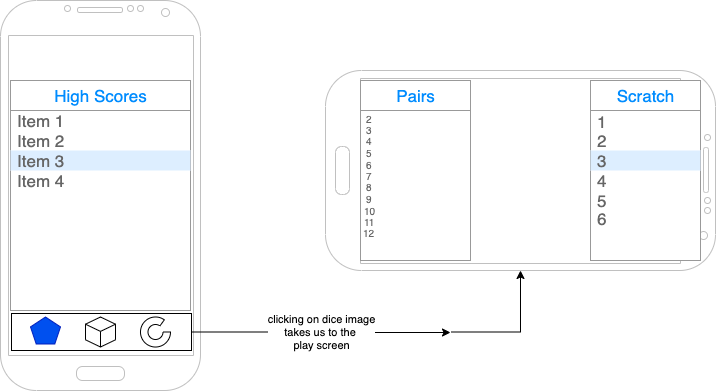 High Scores
Item 1
Item 2
Item 3
Item 4
clicking on dice image
takes us to the
play screen
Pairs
2
3
4
5
6
7
8
9
10
11
12
Scratch
1
2
3
4
5
6